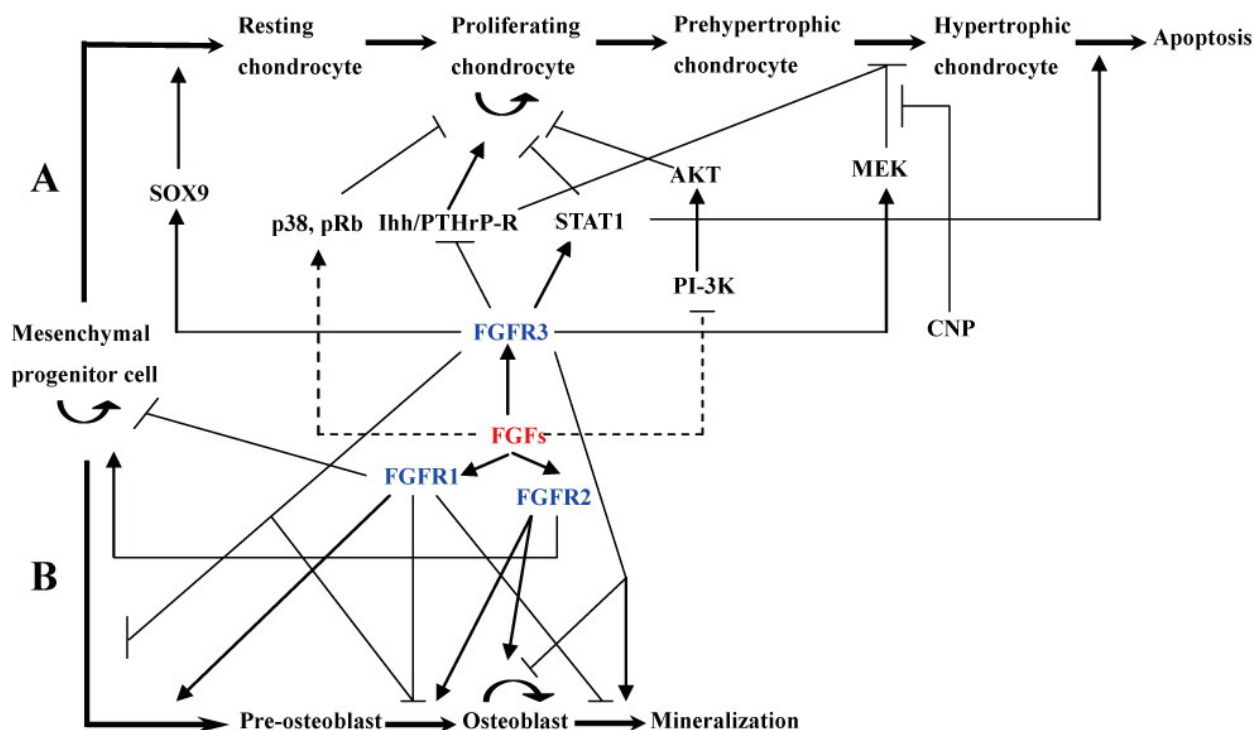 Resting
chondrocyte
Proliferating
chondrocyte
Prehypertrophic
chondrocyte
Hypertrophic
chondrocyte
Apoptosis
A
SOX9
p38, pRb
Ihh/PTHrP-R
STAT1
AKT
MEK
PI-3K
CNP
FGFR3
Mesenchymal
progenitor cell
FGFs
FGFR1
FGFR2
B
Pre-osteoblast
Osteoblast
Mineralization